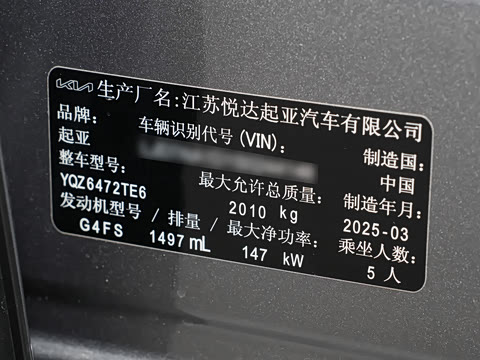 KIA 生产厂名:江苏悦达起亚汽车有限公司
品牌: 车辆识别代号(VIN): 制造国:
起亚 中国
整车型号: 最大允许总质量: 制造年月:
YQZ6472TE6 2010 kg 2025-03
发动机型号 / 排量 / 最大净功率: 乘坐人数:
G4FS 1497 mL 147 kW 5 人